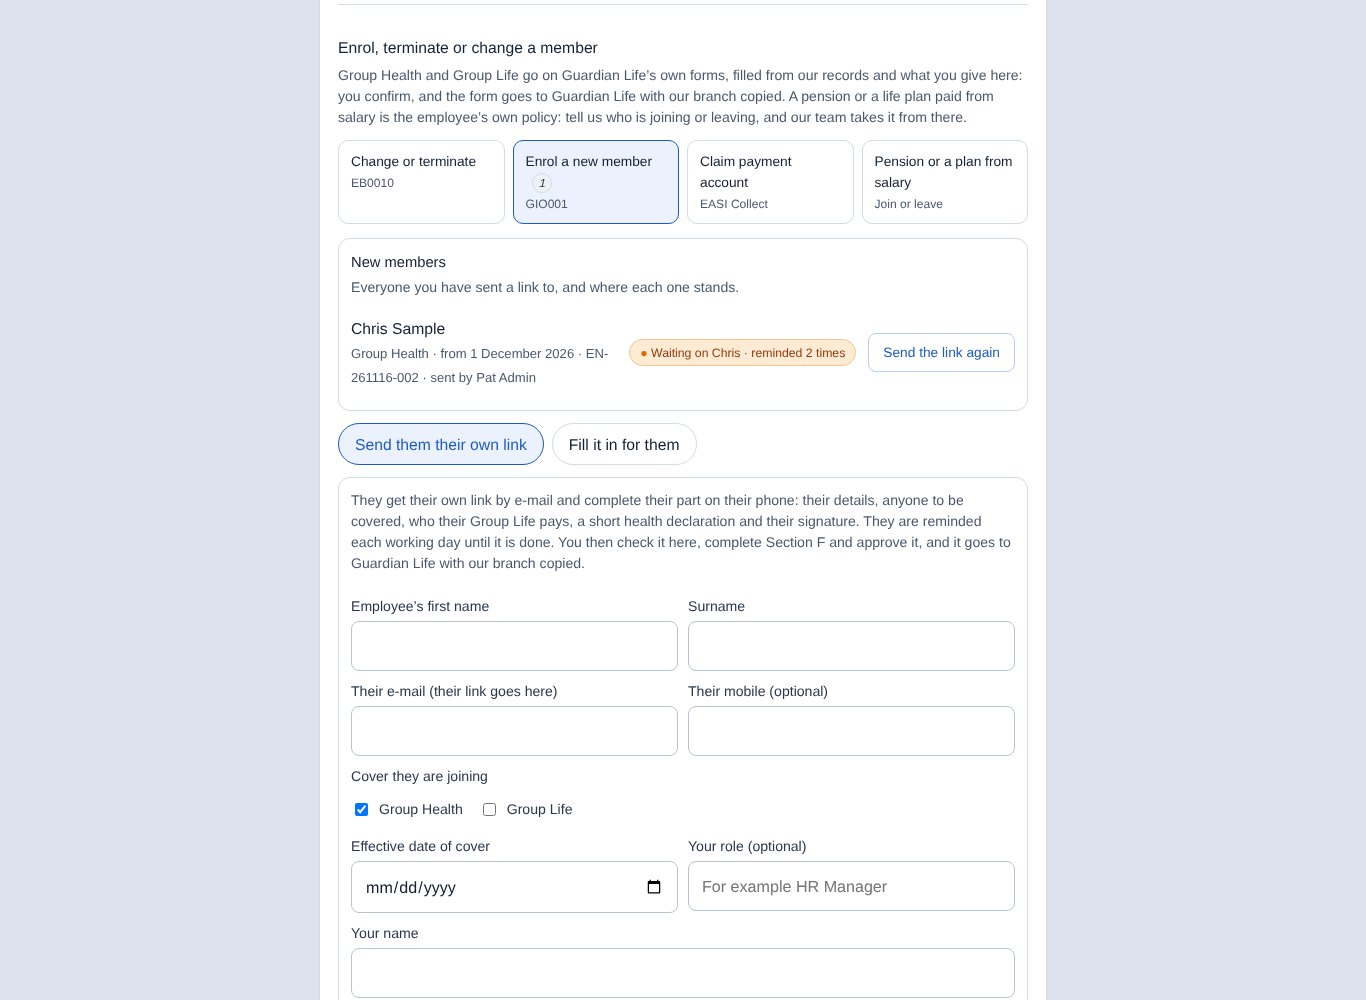 Enrol, terminate or change a member
Group Health and Group Life go on Guardian Life’s own forms, filled from our records and what you give here:
you confirm, and the form goes to Guardian Life with our branch copied. A pension or a life plan paid from
salary is the employee’s own policy: tell us who is joining or leaving, and our team takes it from there.
Change or terminate
EB0010
Enrol a new member
1
GIO001
Claim payment
account
EASI Collect
Pension or a plan from
salary
Join or leave
New members
Everyone you have sent a link to, and where each one stands.
Chris Sample
Group Health · from 1 December 2026 · EN-
261116-002 · sent by Pat Admin
● Waiting on Chris · reminded 2 times
Send the link again
Send them their own link
Fill it in for them
They get their own link by e-mail and complete their part on their phone: their details, anyone to be
covered, who their Group Life pays, a short health declaration and their signature. They are reminded
each working day until it is done. You then check it here, complete Section F and approve it, and it goes to
Guardian Life with our branch copied.
Employee’s first name
Surname
Their e-mail (their link goes here)
Their mobile (optional)
Cover they are joining
Group Health
Group Life
Effective date of cover
Your role (optional)
mm/dd/yyyy
For example HR Manager
Your name